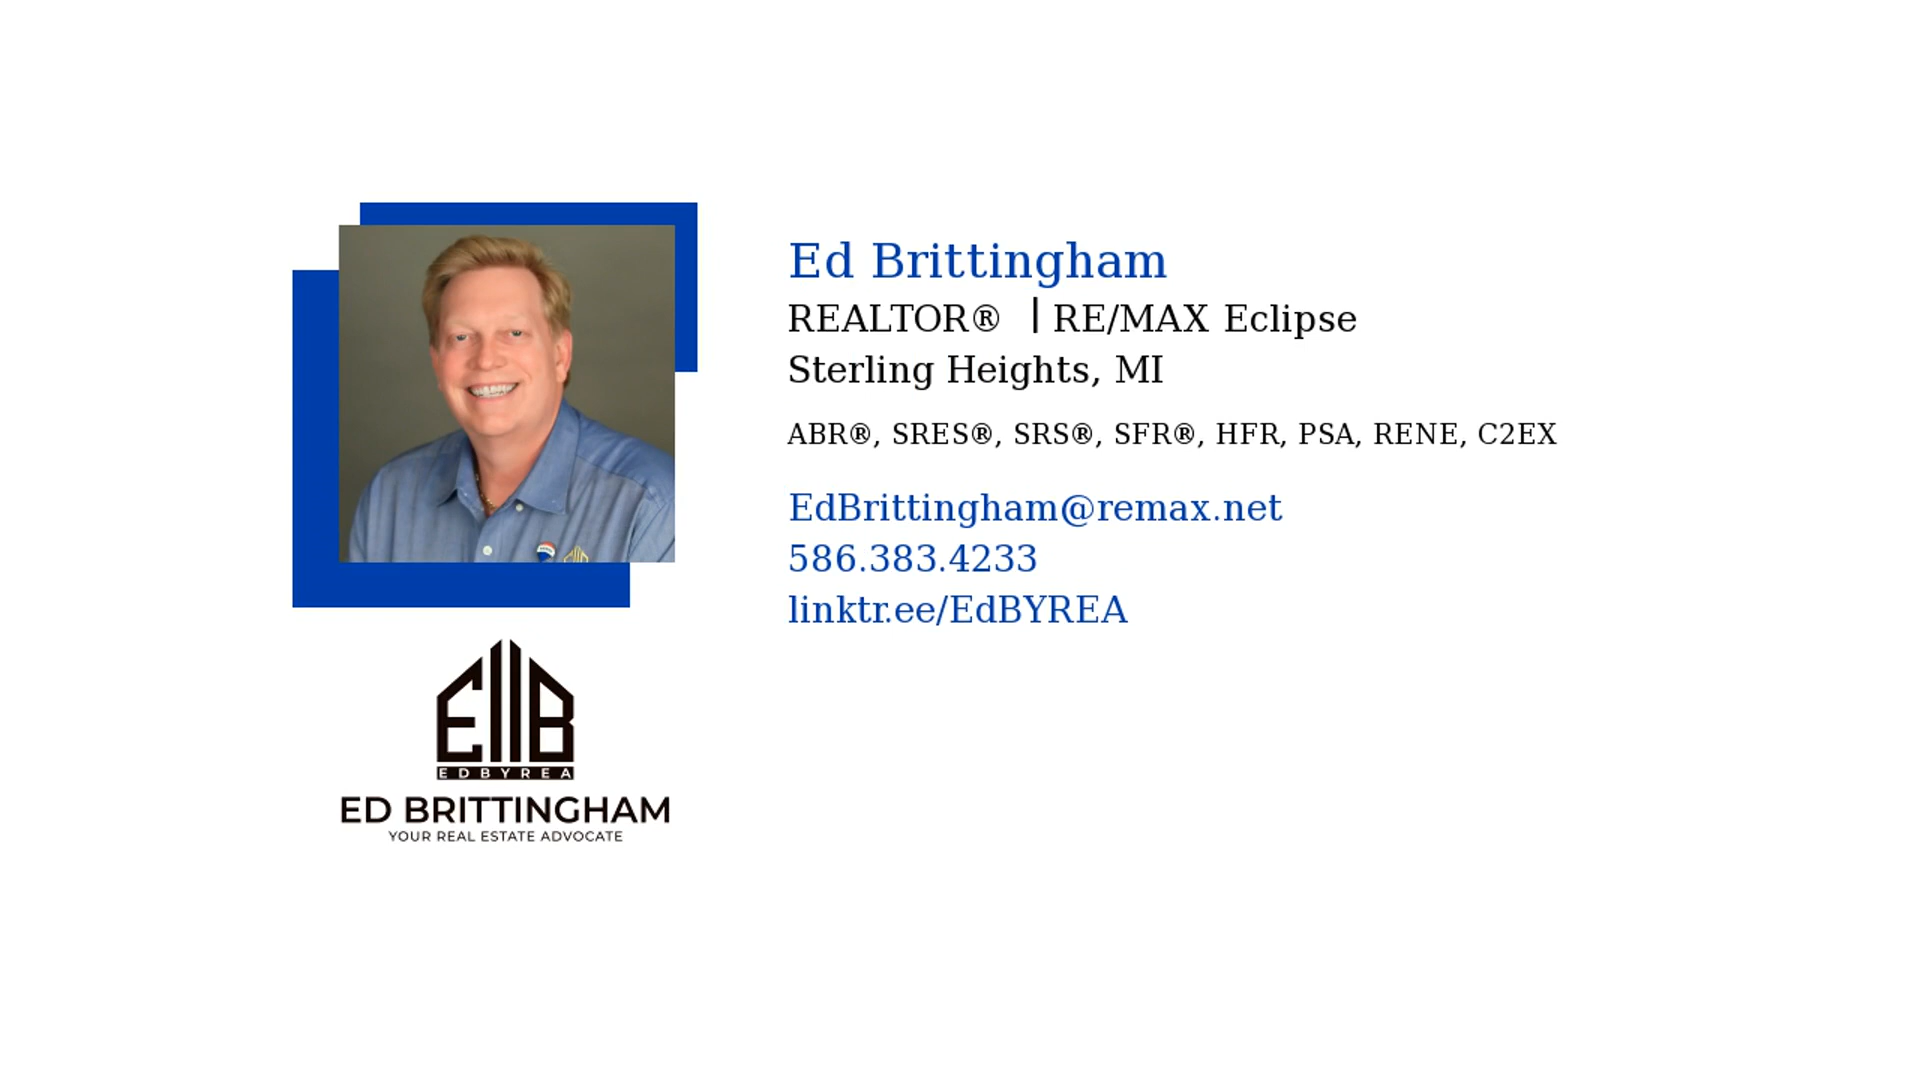 Ed Brittingham
REALTOR® | RE/MAX Eclipse
Sterling Heights, MI
ABR®, SRES®, SRS®, SFR®, HFR, PSA, RENE, C2EX
EdBrittingham@remax.net
586.383.4233
linktr.ee/EdBYREA
EB
EDBYREA
ED BRITTINGHAM
YOUR REAL ESTATE ADVOCATE